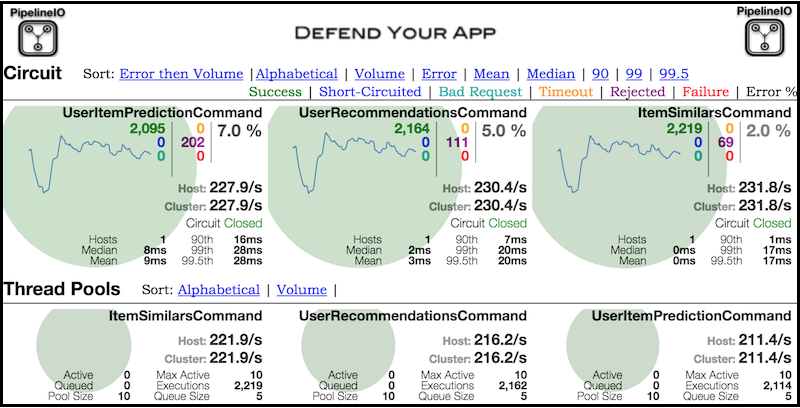 PipelineIO
DEFEND YOUR APP
PipelineIO
Circuit Sort: Error then Volume | Alphabetical | Volume | Error | Mean | Median | 90 | 99 | 99.5
Success | Short-Circuited | Bad Request | Timeout | Rejected | Failure | Error %
UserItemPredictionCommand
2,095 0 7.0 %
0 202
0 0
Host: 227.9/s
Cluster: 227.9/s
Circuit Closed
Hosts 1 90th 16ms
Median 8ms 99th 28ms
Mean 9ms 99.5th 28ms
UserRecommendationsCommand
2,164 0 5.0 %
0 111
0 0
Host: 230.4/s
Cluster: 230.4/s
Circuit Closed
Hosts 1 90th 7ms
Median 2ms 99th 20ms
Mean 3ms 99.5th 20ms
ItemSimilarsCommand
2,219 0 2.0 %
0 69
0 0
Host: 231.8/s
Cluster: 231.8/s
Circuit Closed
Hosts 1 90th 1ms
Median 0ms 99th 17ms
Mean 0ms 99.5th 17ms
Thread Pools Sort: Alphabetical | Volume |
ItemSimilarsCommand
Host: 221.9/s
Cluster: 221.9/s
Active 0 Max Active 10
Queued 0 Executions 2,219
Pool Size 10 Queue Size 5
UserRecommendationsCommand
Host: 216.2/s
Cluster: 216.2/s
Active 0 Max Active 10
Queued 0 Executions 2,162
Pool Size 10 Queue Size 5
UserItemPredictionCommand
Host: 211.4/s
Cluster: 211.4/s
Active 0 Max Active 10
Queued 0 Executions 2,114
Pool Size 10 Queue Size 5